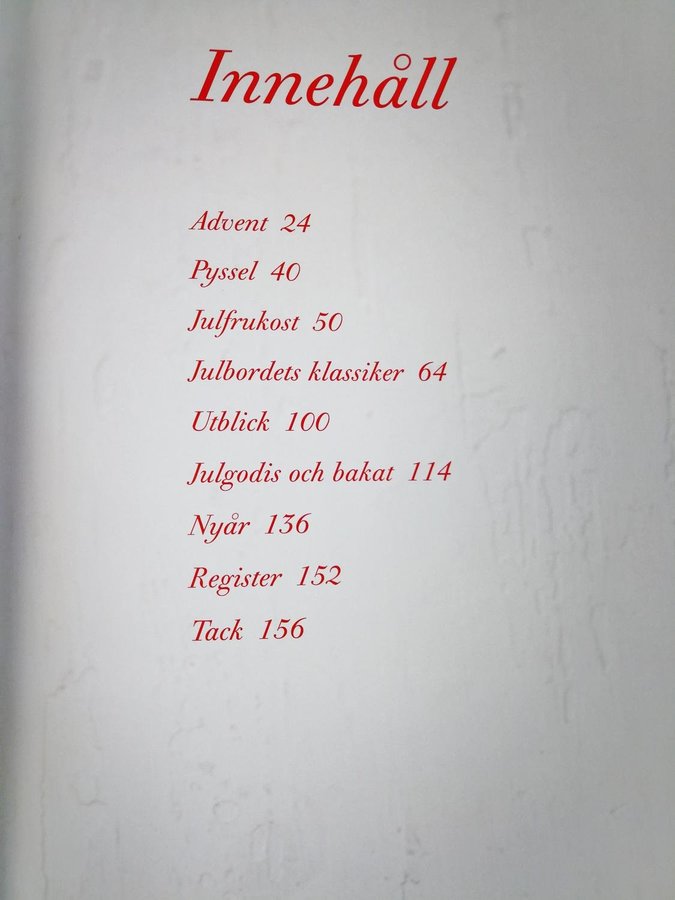 Innehåll
Advent 24
Pyssel 40
Julfrukost 50
Julbordets klassiker 64
Utblick 100
Julgodis och bakat 114
Nyår 136
Register 152
Tack 156